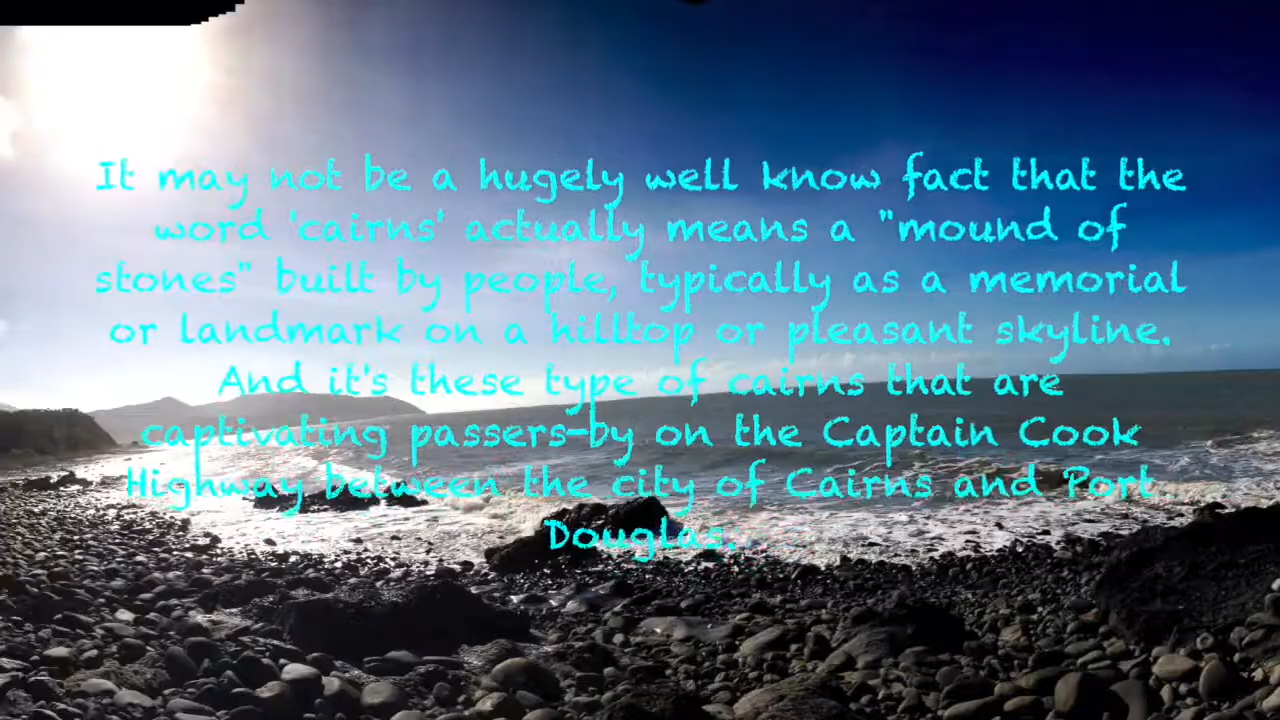 It may not be a hugely well know fact that the
word 'cairns' actually means a "mound of
stones" built by people, typically as a memorial
or landmark on a hilltop or pleasant skyline.
And it's these type of cairns that are
captivating passers-by on the Captain Cook
Highway between the city of Cairns and Port
Douglas.